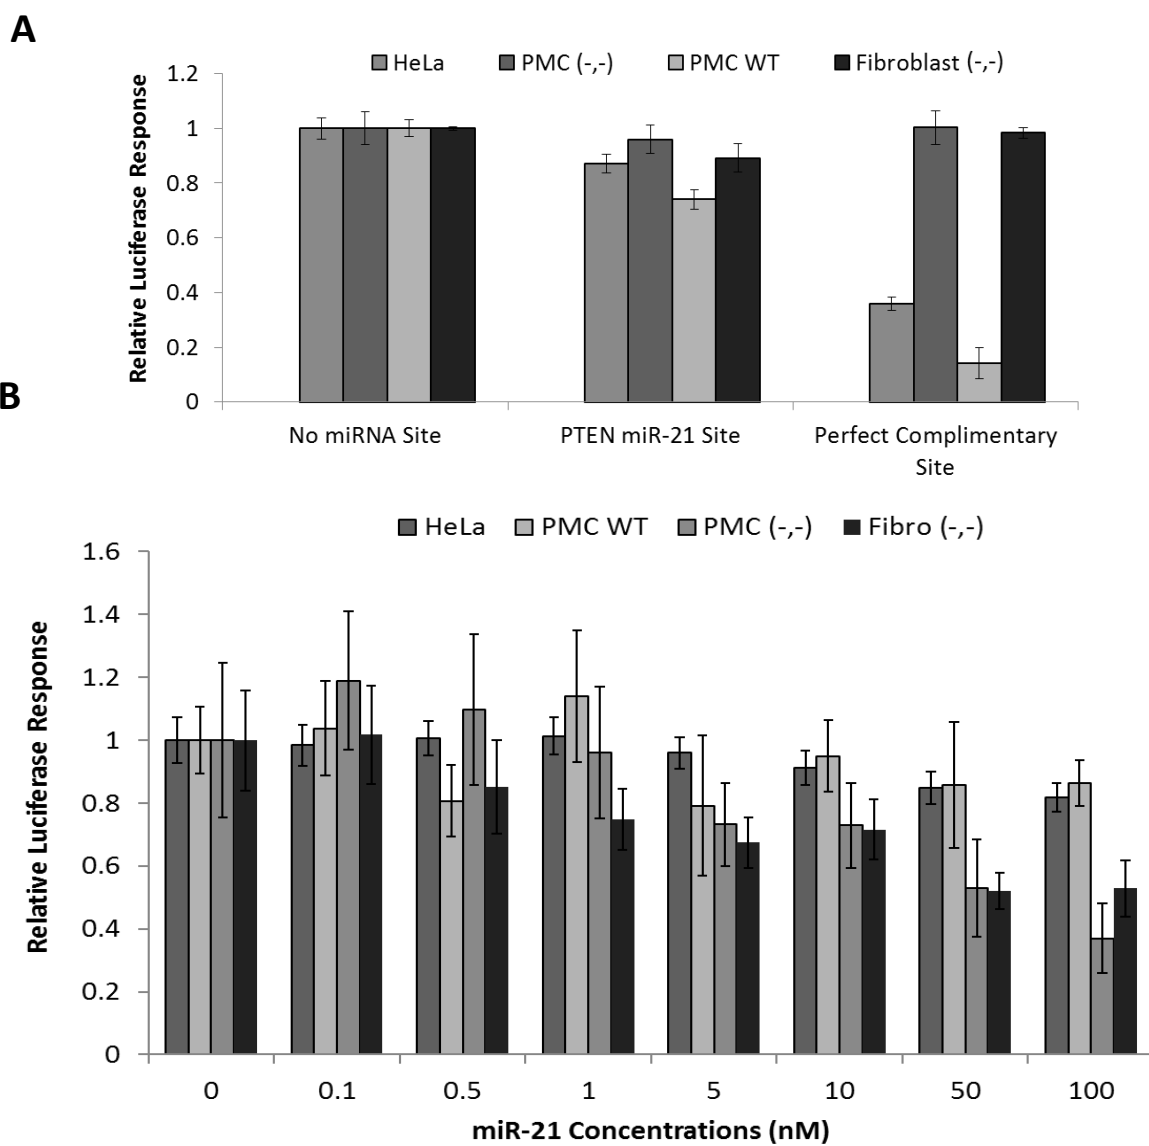 A
HeLa PMC (-,-) PMC WT Fibroblast (-,-)
Relative Luciferase Response
1.2
1
0.8
0.6
0.4
0.2
0
No miRNA Site PTEN miR-21 Site Perfect Complimentary
Site
B
HeLa PMC WT PMC (-,-) Fibro (-,-)
Relative Luciferase Response
1.6
1.4
1.2
1
0.8
0.6
0.4
0.2
0
0 0.1 0.5 1 5 10 50 100
miR-21 Concentrations (nM)